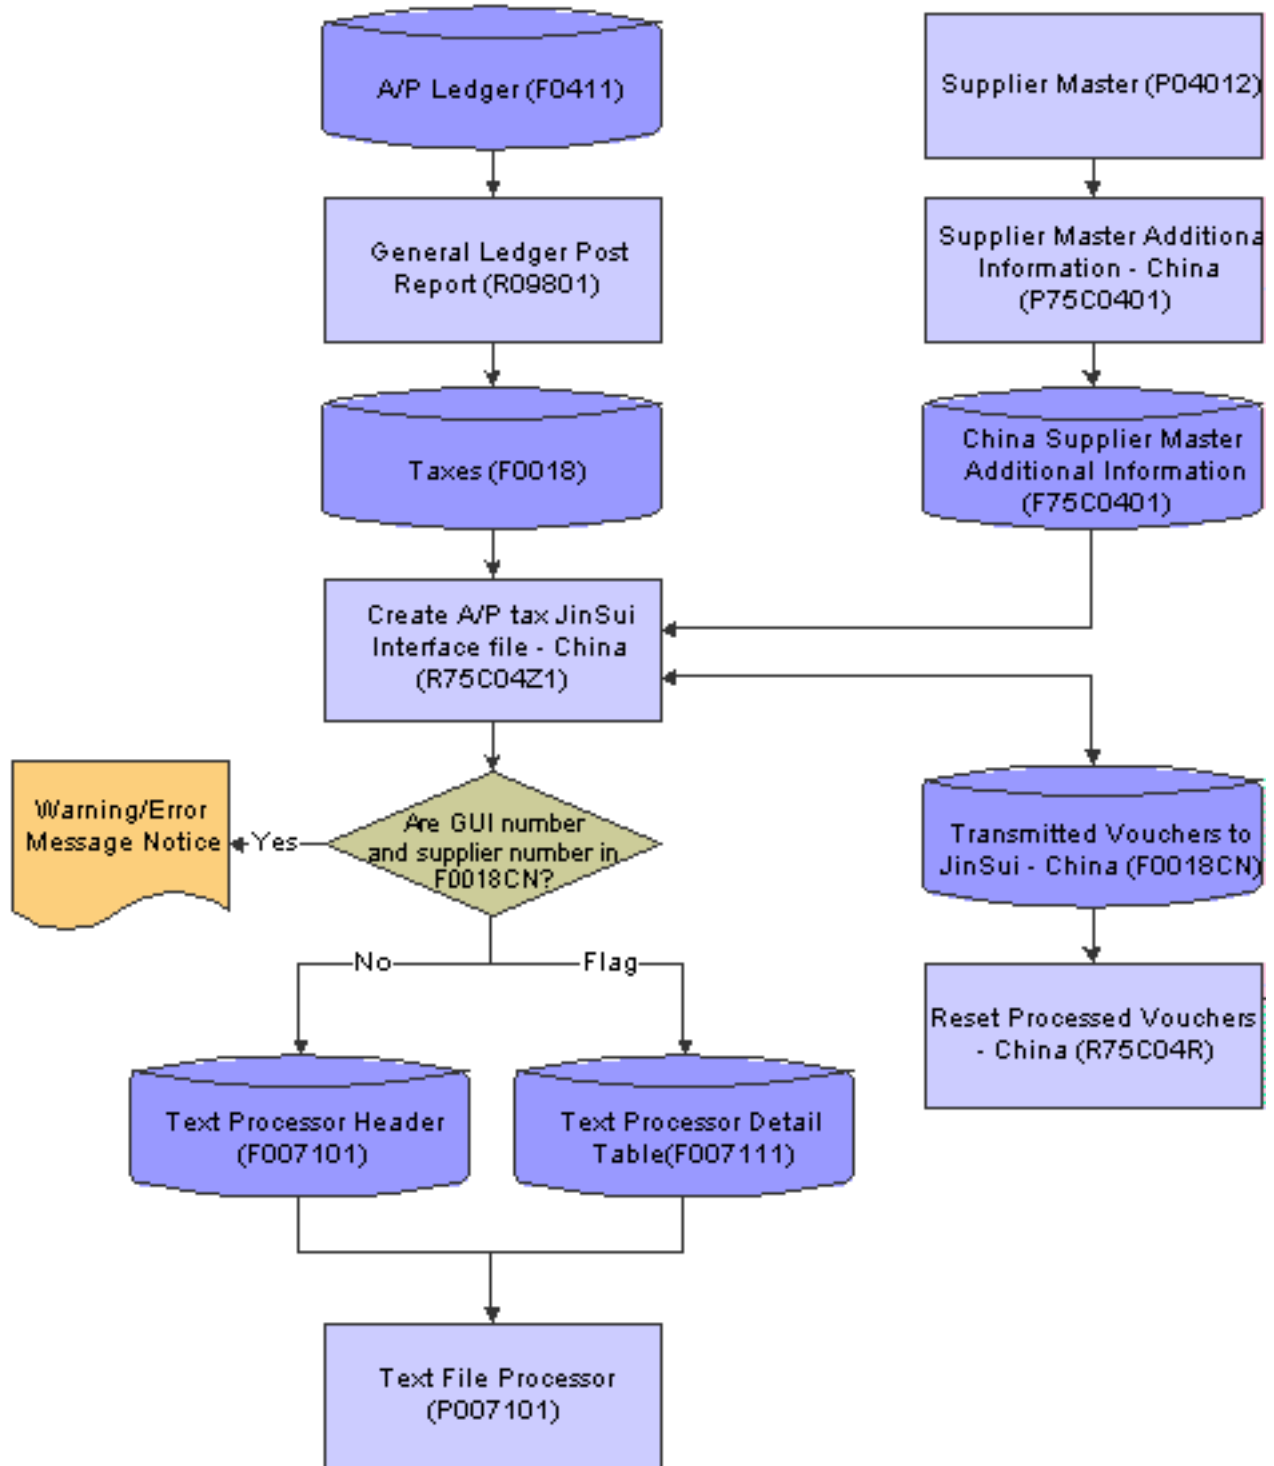 A/P Ledger (F0411)
Supplier Master (P04012)
General Ledger Post
Report (R09801)
Supplier Master Additiona
Information - China
(P75C0401)
Taxes (F0018)
China Supplier Master
Additional Information
(F75C0401)
Create A/P tax JinSui
Interface file - China
(R75C04Z1)
Warning/Error
Message Notice
Yes
Are GUI number
and supplier number in
F0018CN?
Transmitted Vouchers to
JinSui - China (F0018CN)
No
Flag
Reset Processed Vouchers
- China (R75C04R)
Text Processor Header
(F007101)
Text Processor Detail
Table(F007111)
Text File Processor
(P007101)